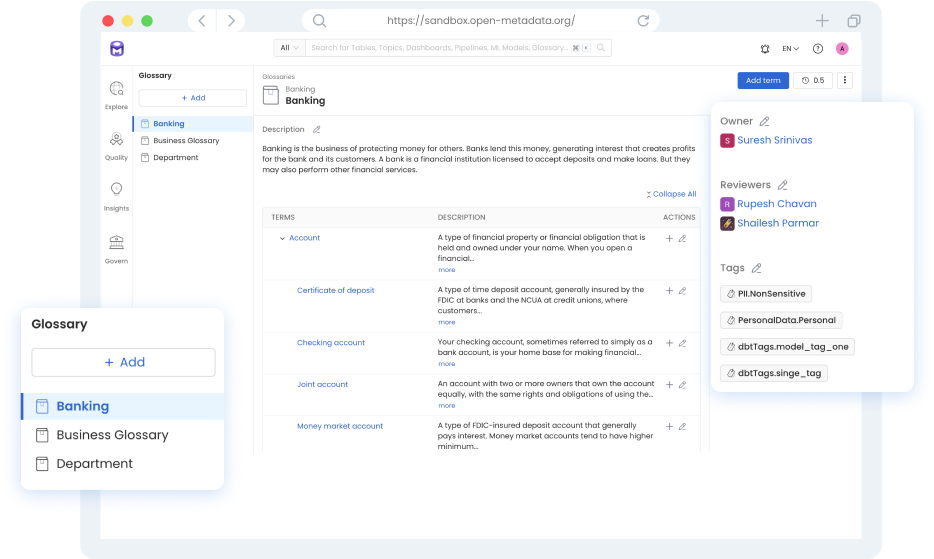 https://sandbox.open-metadata.org/
All
Search for Tables, Topics, Dashboards, Pipelines, ML Models, Glossary...
⌘ K
EN
?
A
Explore
Quality
Insights
Govern
Glossary
+ Add
Banking
Business Glossary
Department
Glossaries
Banking
Banking
Add term
0.5
Description
Banking is the business of protecting money for others. Banks lend this money, generating interest that creates profits
for the bank and its customers. A bank is a financial institution licensed to accept deposits and make loans. But they
may also perform other financial services.
Collapse All
TERMS DESCRIPTION ACTIONS
Account
A type of financial property or financial obligation that is
held and owned under your name. When you open a
financial...
more
Certificate of deposit
A type of time deposit account, generally insured by the
FDIC at banks and the NCUA at credit unions, where
customers...
more
Checking account
Your checking account, sometimes referred to simply as a
bank account, is your home base for making financial...
more
Joint account
An account with two or more owners that own the account
equally, with the same rights and obligations of using the...
more
Money market account
A type of FDIC-insured deposit account that generally
pays interest. Money market accounts tend to have higher
minimum...
Owner
S Suresh Srinivas
Reviewers
R Rupesh Chavan
Shailesh Parmar
Tags
PII.NonSensitive
PersonalData.Personal
dbtTags.model_tag_one
dbtTags.singe_tag
Glossary
+ Add
Banking
Business Glossary
Department